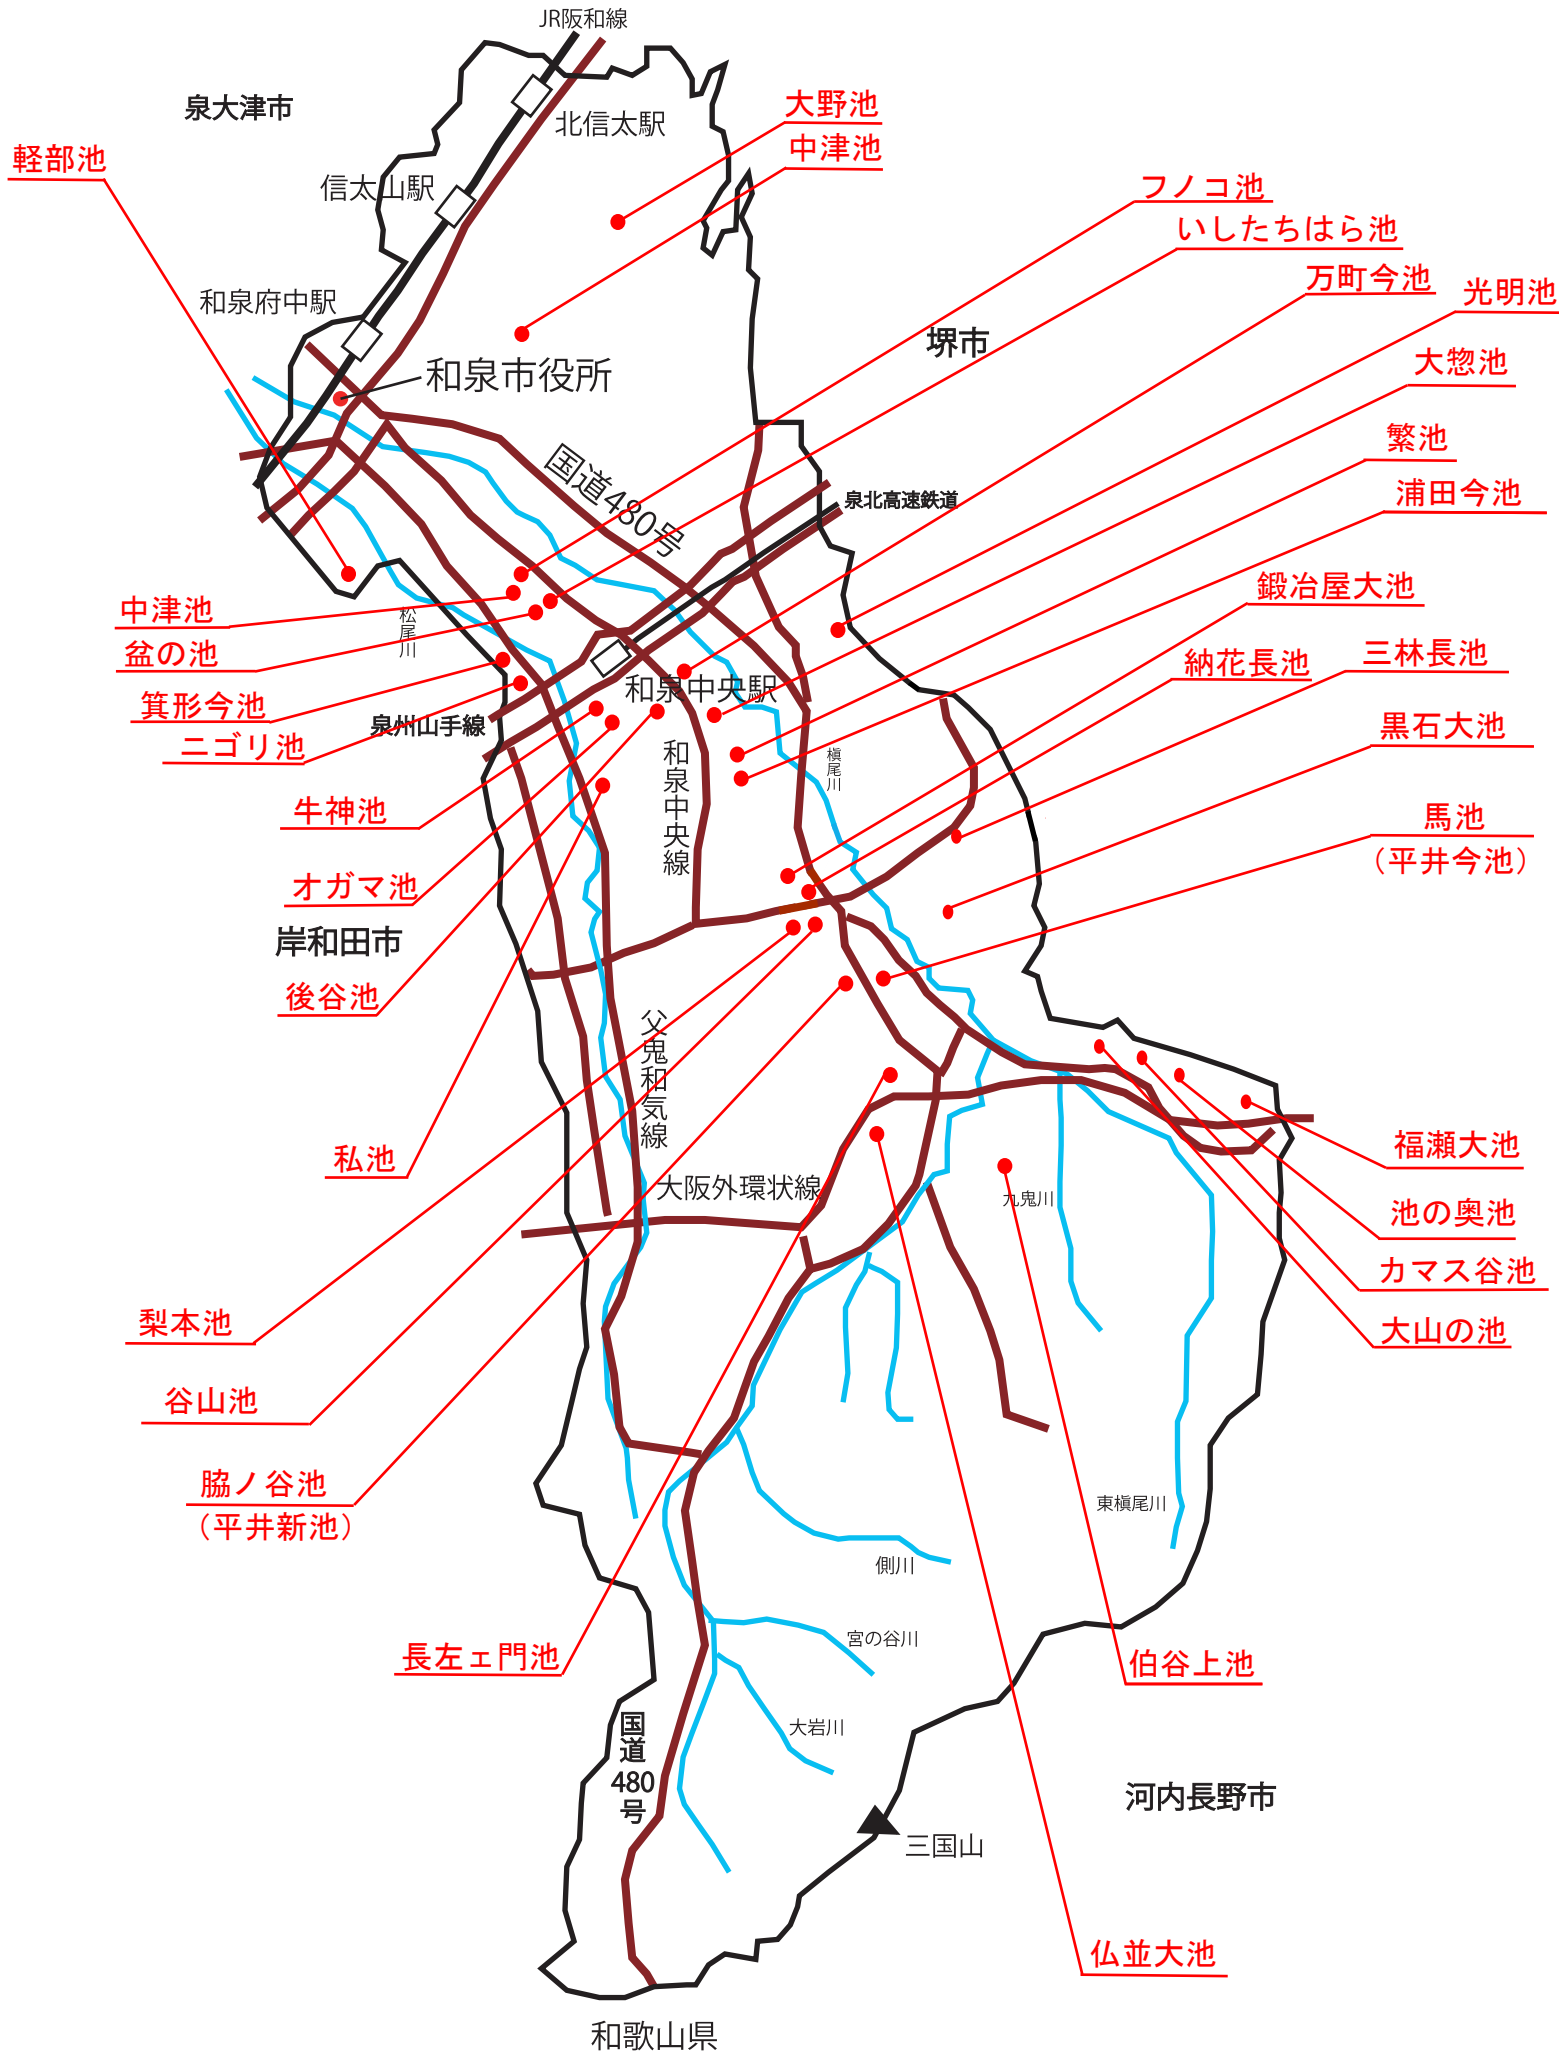 JR阪和線
泉大津市
北信太駅
大野池
中津池
軽部池
信太山駅
フノコ池
いしたちはら池
万町今池
光明池
和泉府中駅
堺市
大惣池
和泉市役所
繁池
国道480号
泉北高速鉄道
浦田今池
鍛冶屋大池
中津池
松尾川
盆の池
納花長池
三林長池
箕形今池
和泉中央駅
泉州山手線
黒石大池
ニゴリ池
和泉中央線
槇尾川
牛神池
馬池
(平井今池)
オガマ池
岸和田市
後谷池
父鬼和気線
私池
大阪外環状線
九鬼川
福瀬大池
池の奥池
カマス谷池
梨本池
大山の池
谷山池
脇ノ谷池
(平井新池)
東槇尾川
側川
宮の谷川
長左ェ門池
伯谷上池
国道
480
号
大岩川
河内長野市
三国山
仏並大池
和歌山県